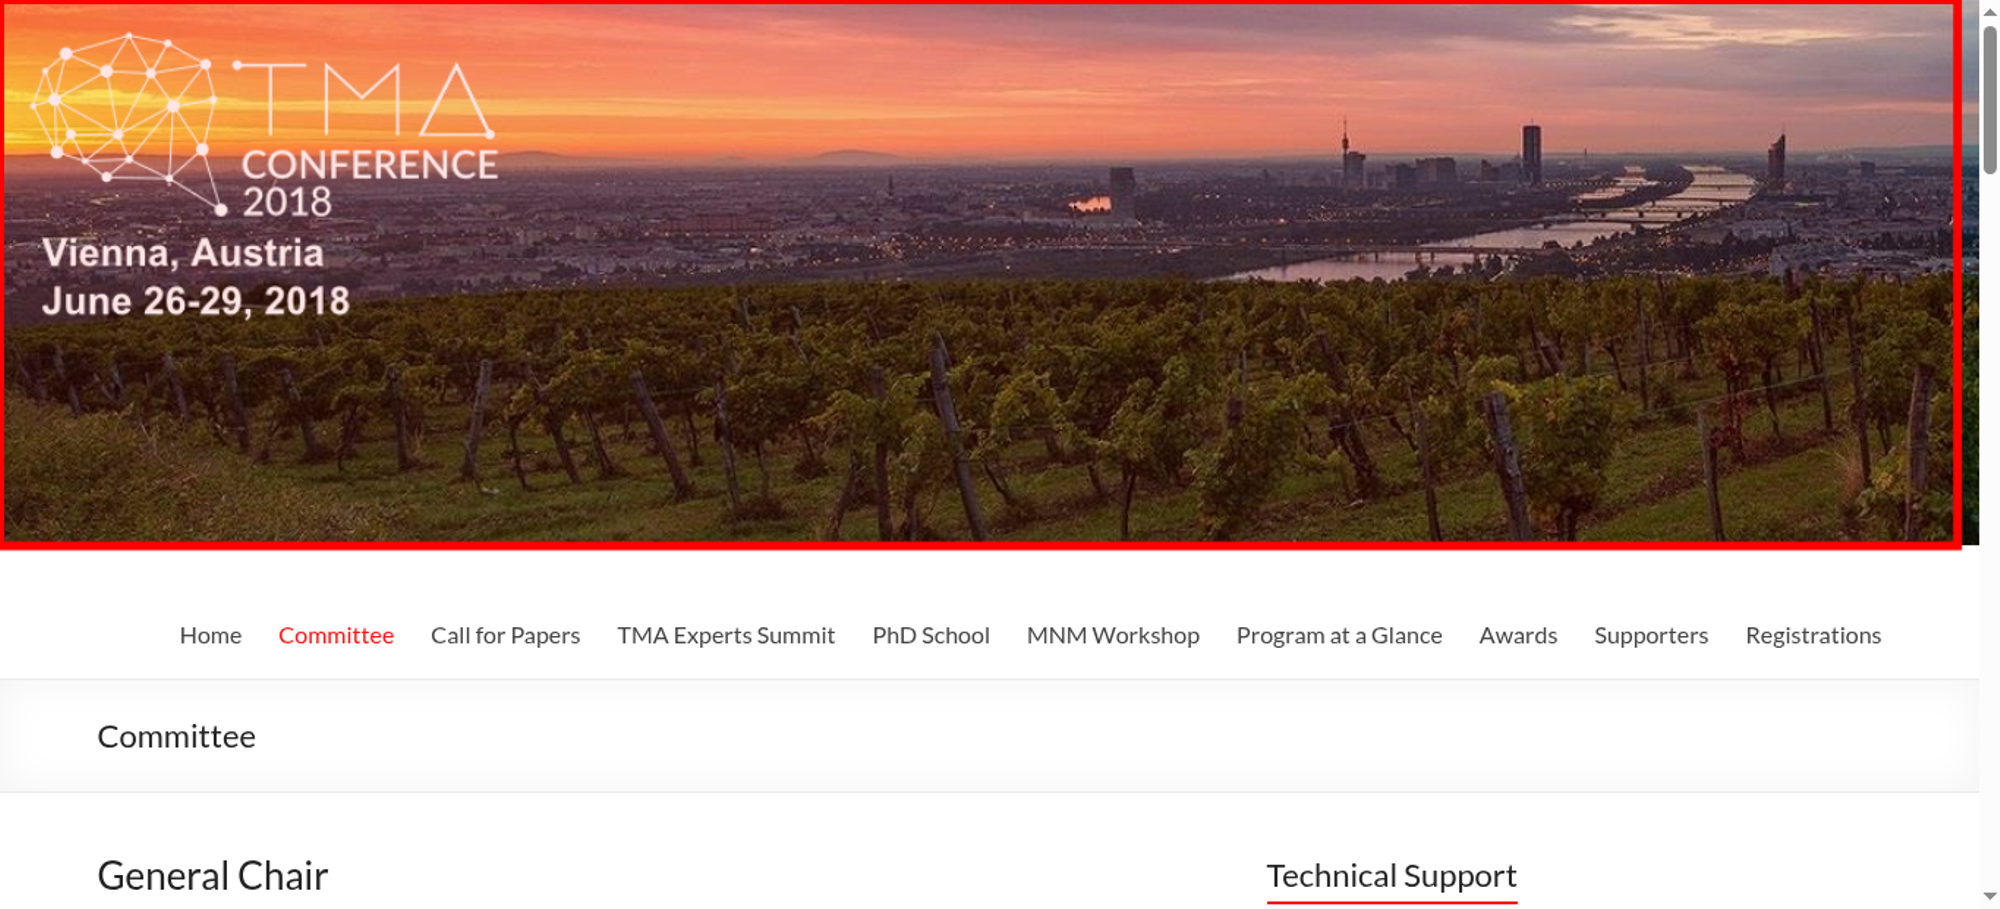 TMA
CONFERENCE
2018
Vienna, Austria
June 26-29, 2018
Home Committee Call for Papers TMA Experts Summit PhD School MNM Workshop Program at a Glance Awards Supporters Registrations
Committee
General Chair
Technical Support